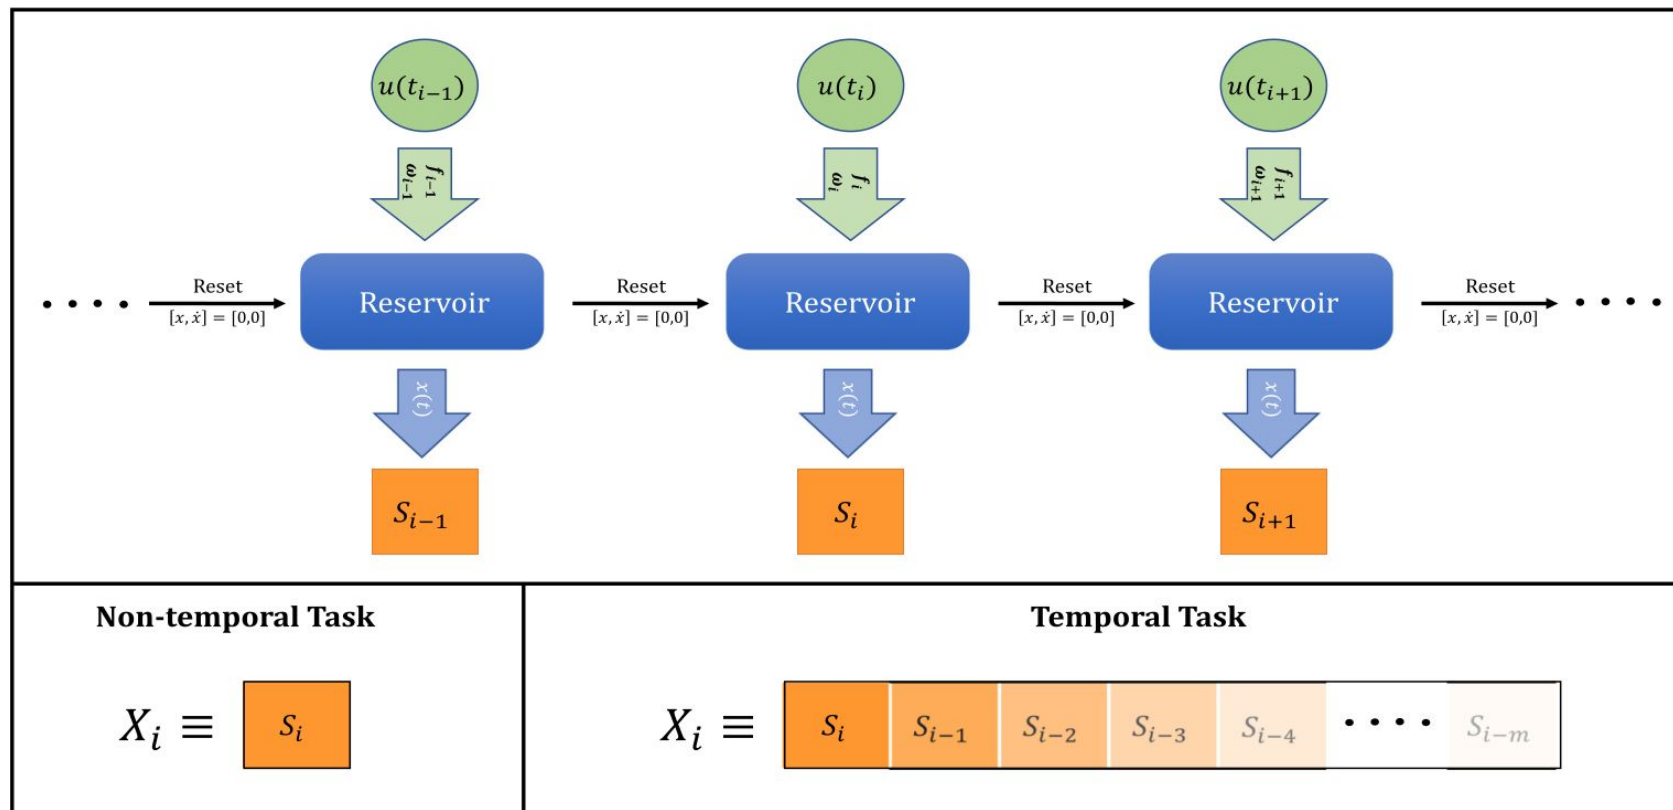 u(t_{i−1}) u(t_i) u(t_{i+1})
f_{i−1} f_i f_{i+1}
ω_{i−1} ω_i ω_{i+1}
Reset Reset Reset Reset
Reservoir Reservoir Reservoir
[x, ẋ] = [0,0] [x, ẋ] = [0,0] [x, ẋ] = [0,0] [x, ẋ] = [0,0]
x(t) x(t) x(t)
S_{i−1} S_i S_{i+1}
Non-temporal Task
X_i ≡ S_i
Temporal Task
X_i ≡ S_i S_{i−1} S_{i−2} S_{i−3} S_{i−4} . . . . S_{i−m}